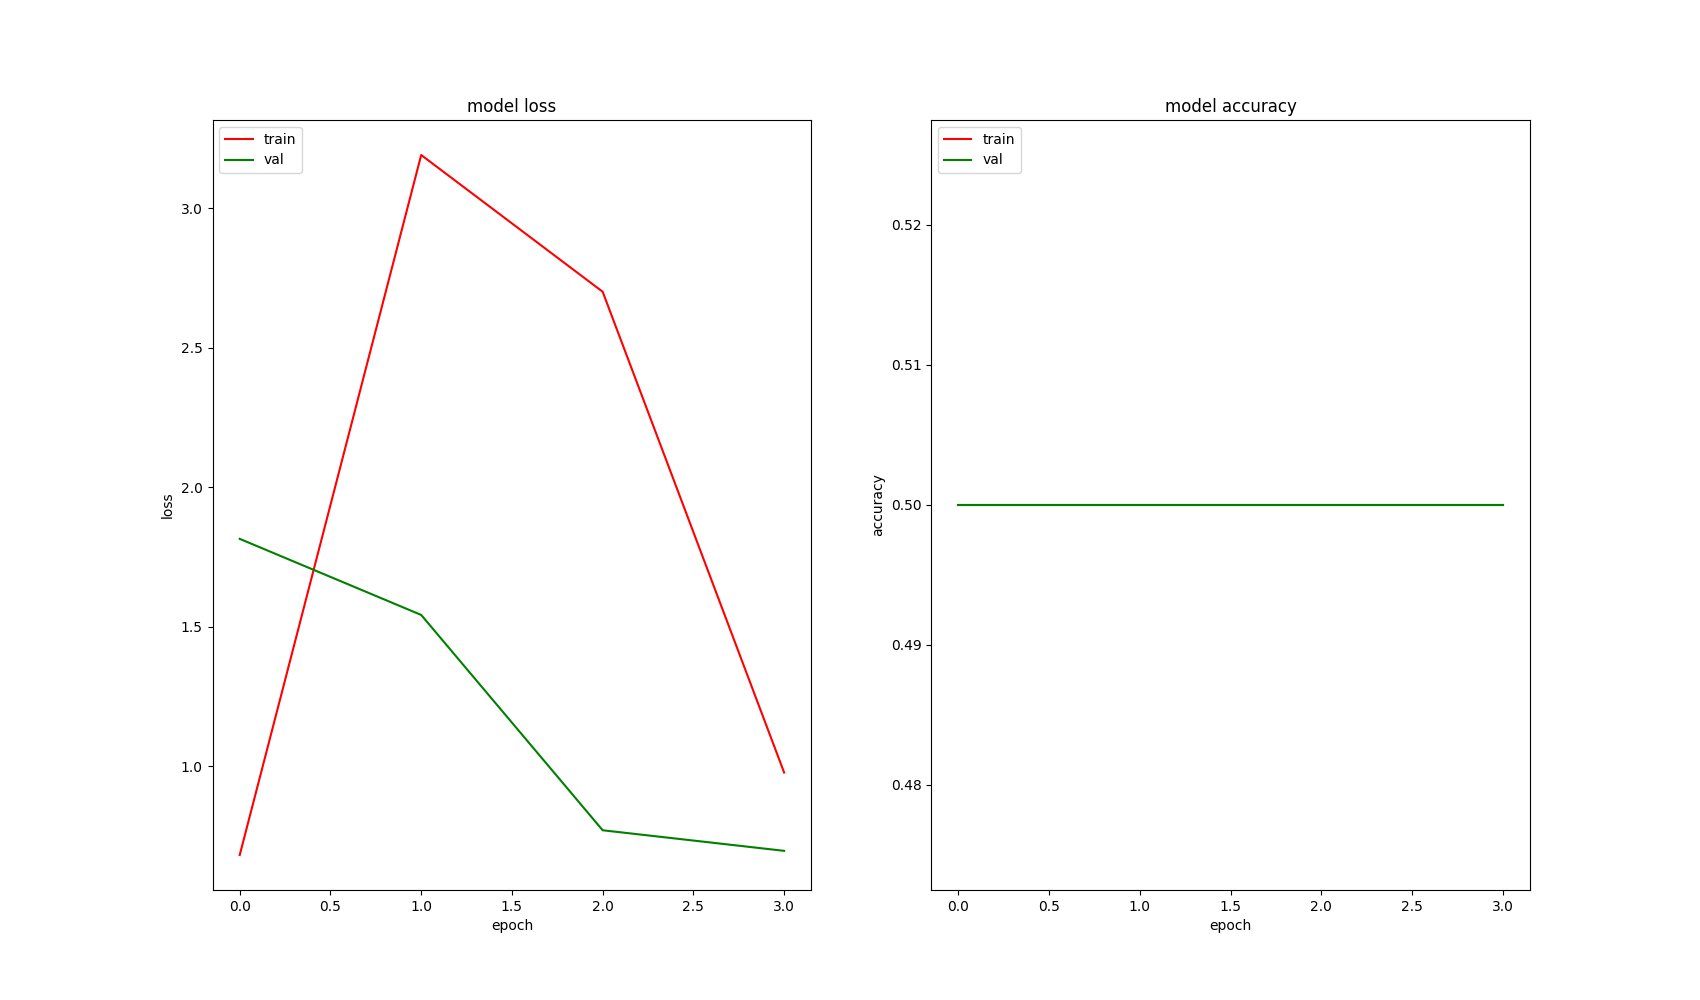 model loss
train
val
3.0
2.5
2.0
1.5
1.0
loss
0.0 0.5 1.0 1.5 2.0 2.5 3.0
epoch
model accuracy
train
val
0.52
0.51
0.50
0.49
0.48
accuracy
0.0 0.5 1.0 1.5 2.0 2.5 3.0
epoch